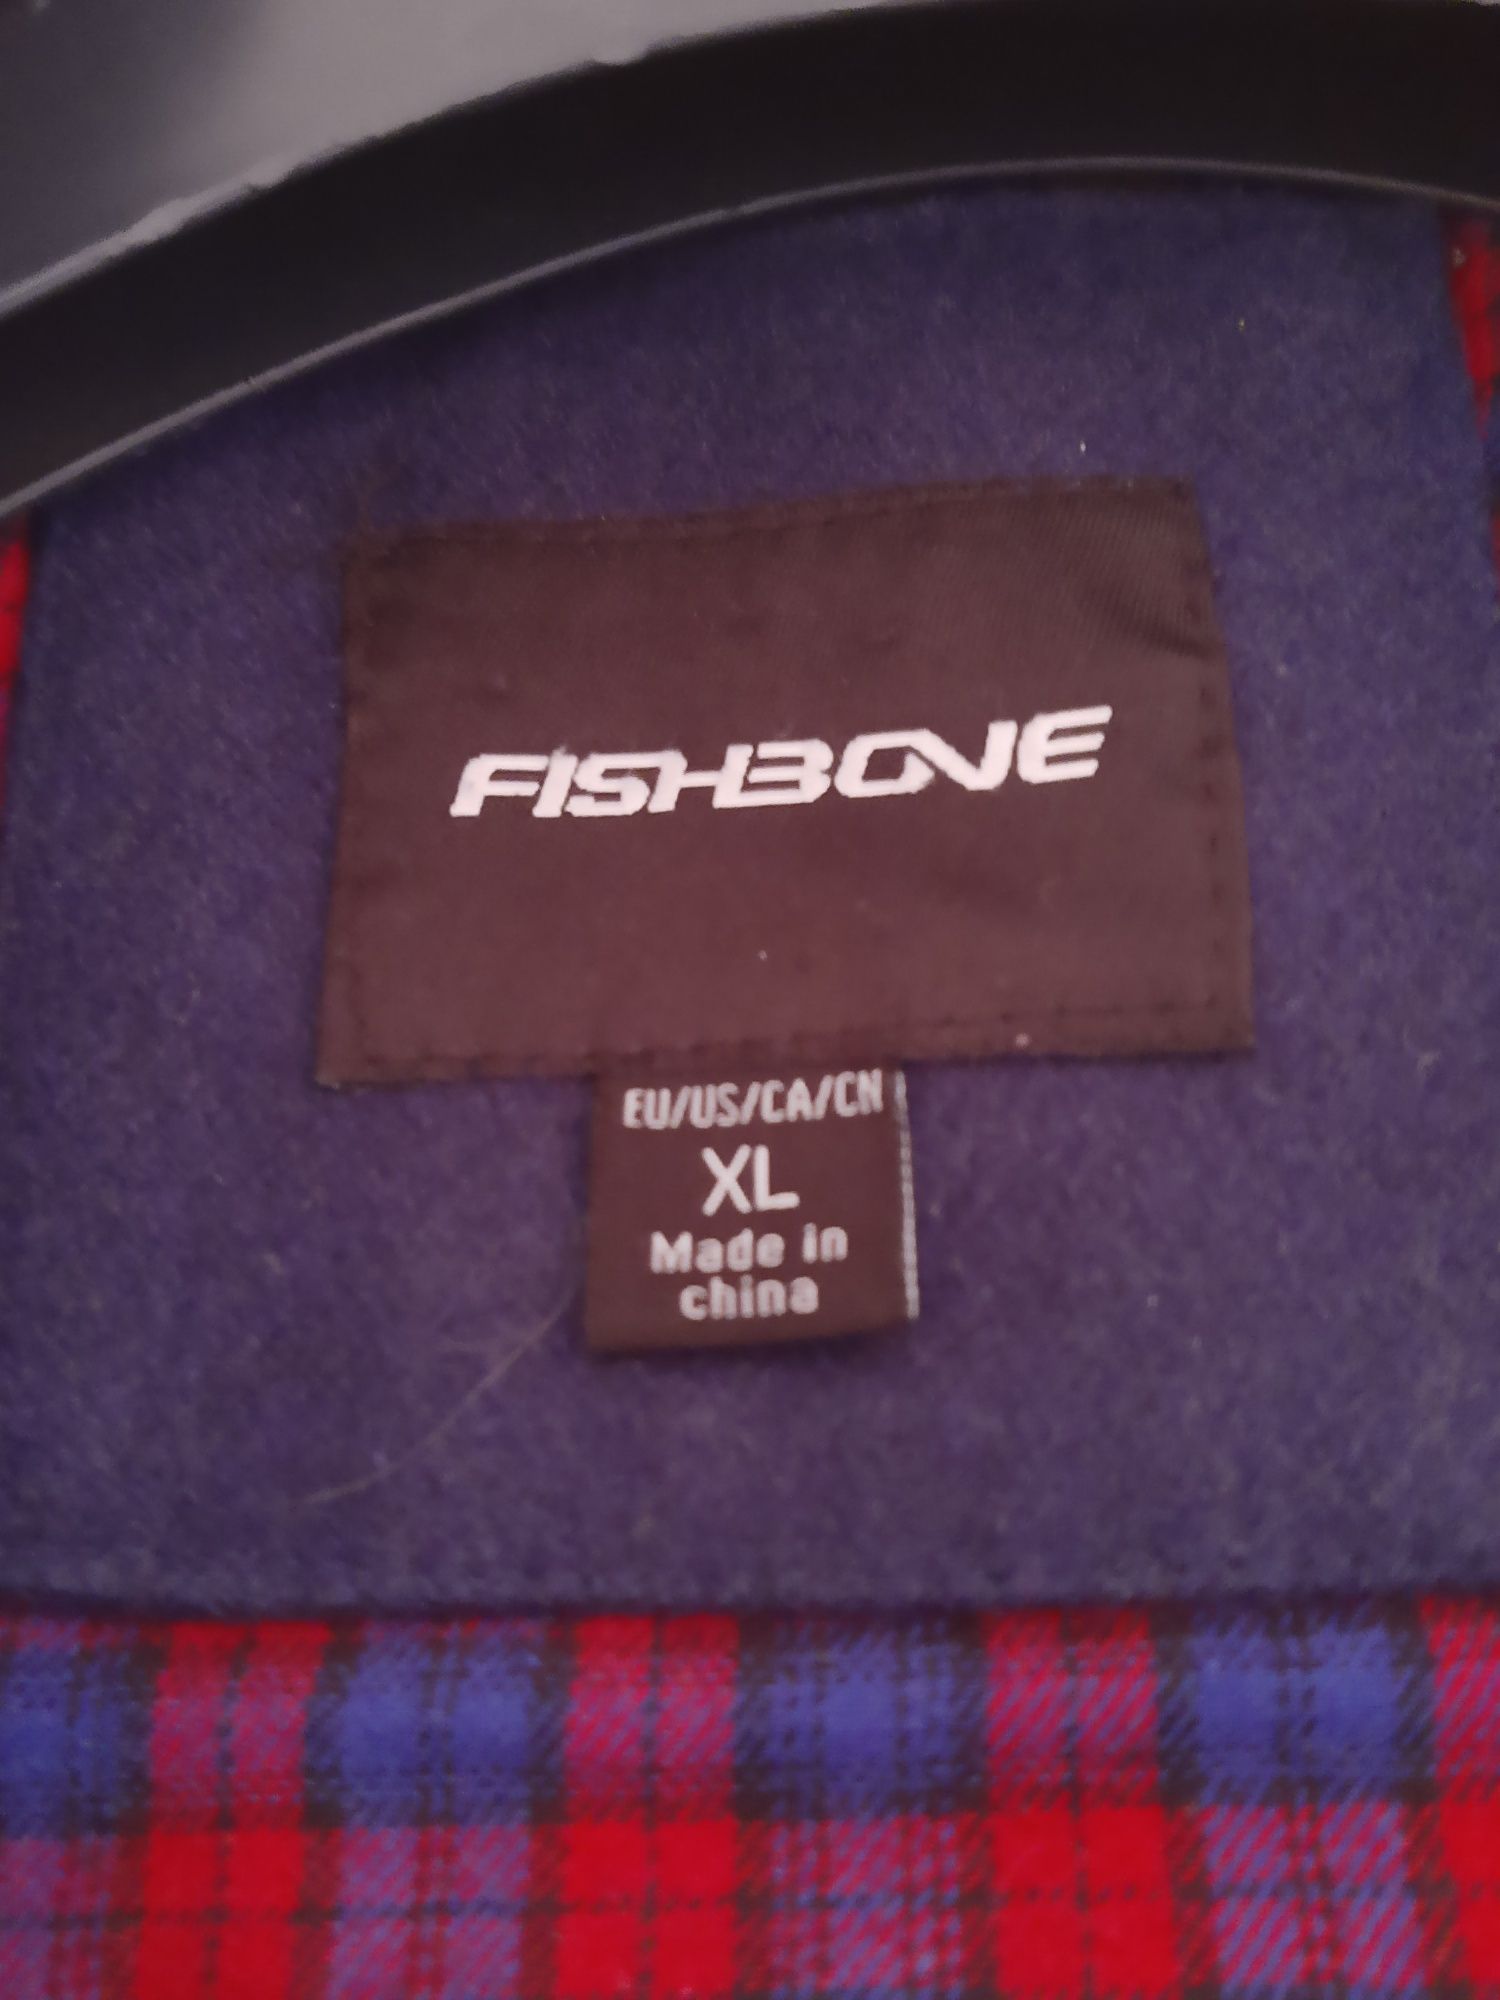 FISHBONE
EU/US/CA/CN
XL
Made in
china